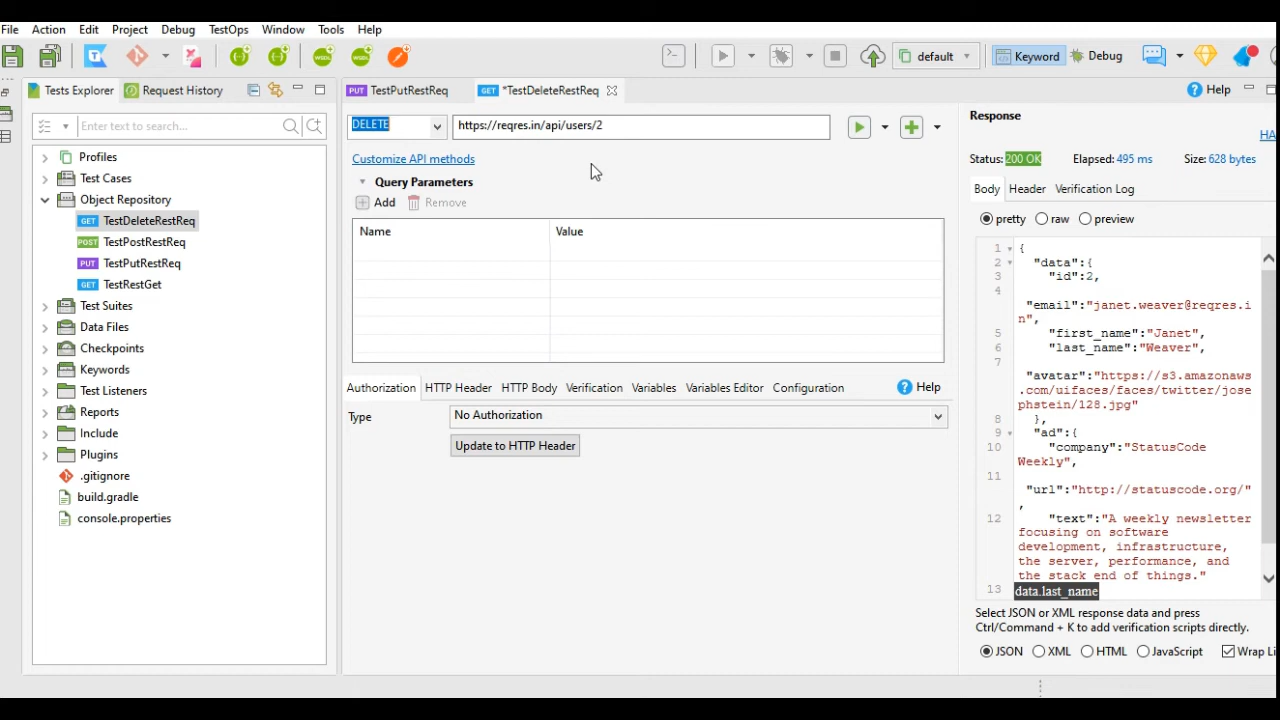 File Action Edit Project Debug TestOps Window Tools Help
default Keyword Debug
Tests Explorer Request History
Enter text to search...
Profiles
Test Cases
Object Repository
GET TestDeleteRestReq
POST TestPostRestReq
PUT TestPutRestReq
GET TestRestGet
Test Suites
Data Files
Checkpoints
Keywords
Test Listeners
Reports
Include
Plugins
.gitignore
build.gradle
console.properties
PUT TestPutRestReq GET *TestDeleteRestReq
Help
DELETE https://reqres.in/api/users/2
Customize API methods
Query Parameters
Add Remove
Name Value
Authorization HTTP Header HTTP Body Verification Variables Variables Editor Configuration Help
Type No Authorization
Update to HTTP Header
Response
HA
Status: 200 OK Elapsed: 495 ms Size: 628 bytes
Body Header Verification Log
pretty raw preview
1 {
2 "data":{
3 "id":2,
4
"email":"janet.weaver@reqres.i
n",
5 "first_name":"Janet",
6 "last_name":"Weaver",
7
"avatar":"https://s3.amazonaws
.com/uifaces/faces/twitter/jose
phstein/128.jpg"
8 },
9 "ad":{
10 "company":"StatusCode
Weekly",
11
"url":"http://statuscode.org/"
,
12 "text":"A weekly newsletter
focusing on software
development, infrastructure,
the server, performance, and
the stack end of things."
13 data.last_name
Select JSON or XML response data and press
Ctrl/Command + K to add verification scripts directly.
JSON XML HTML JavaScript Wrap Li